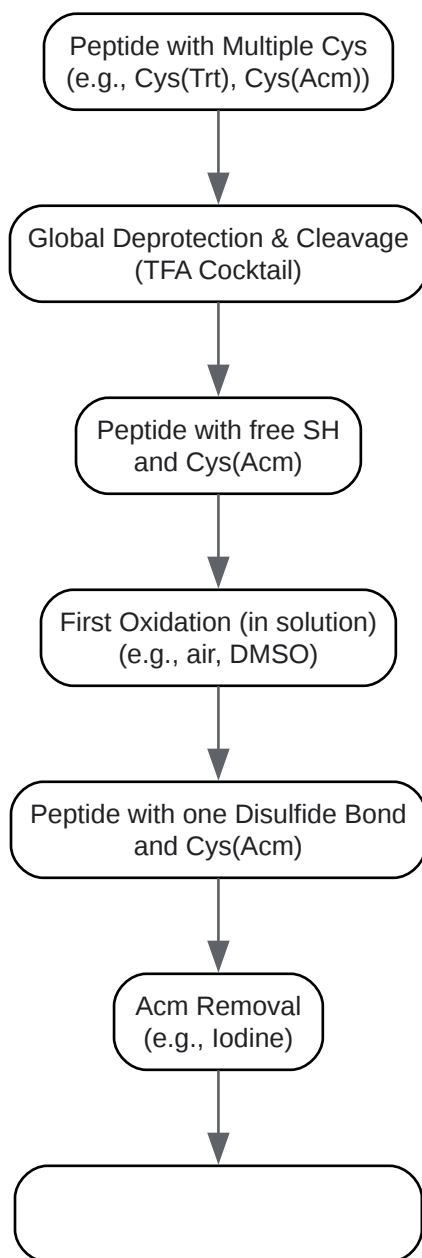 Peptide with Multiple Cys
(e.g., Cys(Trt), Cys(Acm))
Global Deprotection & Cleavage
(TFA Cocktail)
Peptide with free SH
and Cys(Acm)
First Oxidation (in solution)
(e.g., air, DMSO)
Peptide with one Disulfide Bond
and Cys(Acm)
Acm Removal
(e.g., Iodine)